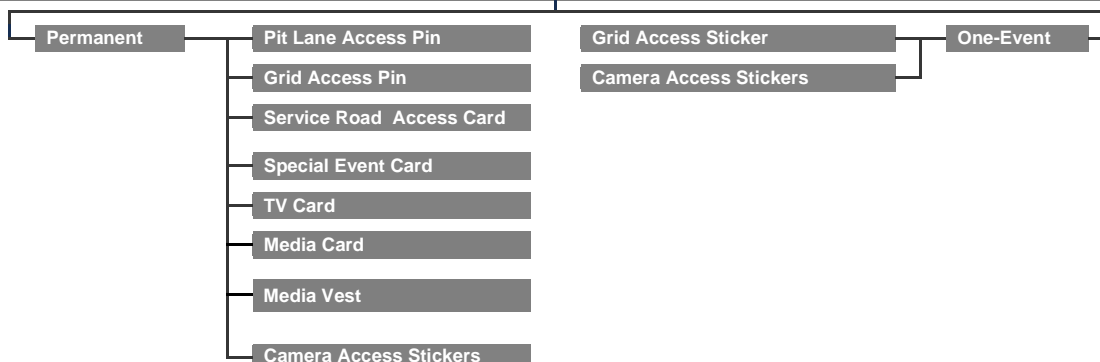 Permanent
Pit Lane Access Pin
Grid Access Pin
Service Road Access Card
Special Event Card
TV Card
Media Card
Media Vest
Camera Access Stickers
Grid Access Sticker
Camera Access Stickers
One-Event